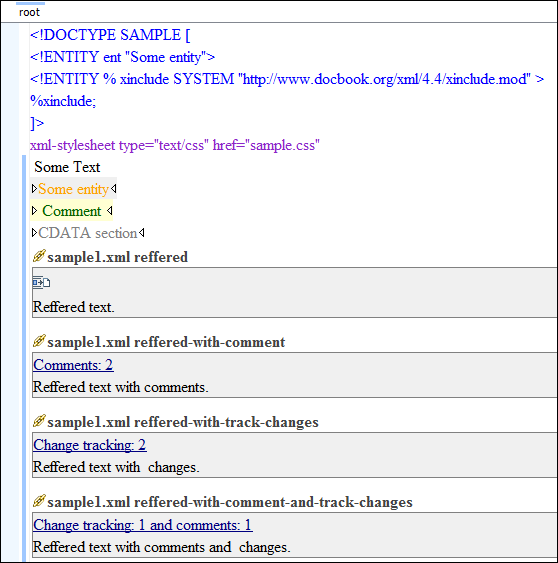 root
<!DOCTYPE SAMPLE [
<!ENTITY ent "Some entity">
<!ENTITY % xinclude SYSTEM "http://www.docbook.org/xml/4.4/xinclude.mod" >
%xinclude;
]>
xml-stylesheet type="text/css" href="sample.css"
Some Text
Some entity
Comment
CDATA section
sample1.xml reffered
Reffered text.
sample1.xml reffered-with-comment
Comments: 2
Reffered text with comments.
sample1.xml reffered-with-track-changes
Change tracking: 2
Reffered text with  changes.
sample1.xml reffered-with-comment-and-track-changes
Change tracking: 1 and comments: 1
Reffered text with comments and  changes.